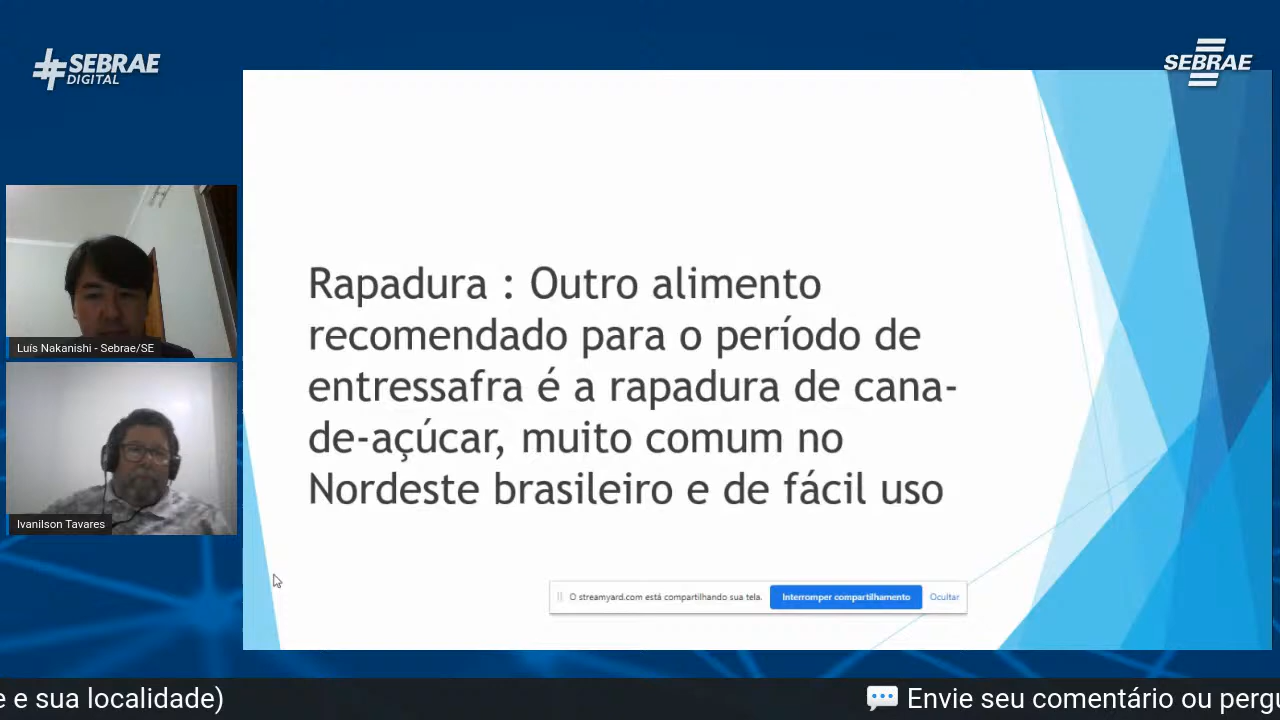 #SEBRAE
DIGITAL
SEBRAE
Luís Nakanishi - Sebrae/SE
Ivanilson Tavares
Rapadura : Outro alimento
recomendado para o período de
entressafra é a rapadura de cana-
de-açúcar, muito comum no
Nordeste brasileiro e de fácil uso
O streamyard.com está compartilhando sua tela.
Interromper compartilhamento
Ocultar
e e sua localidade)
Envie seu comentário ou pergu